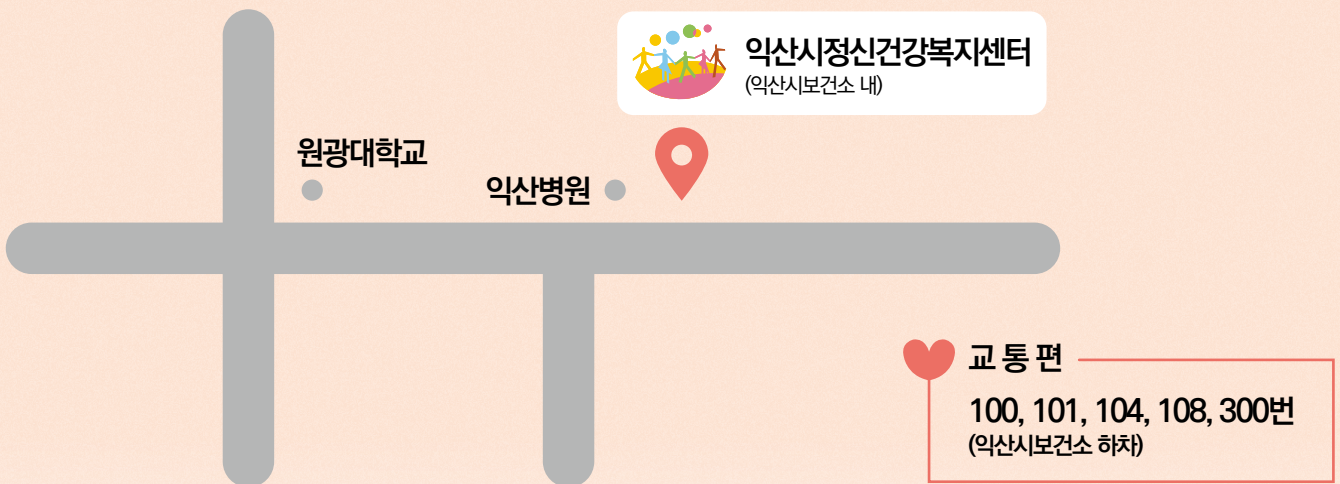 익산시정신건강복지센터
(익산시보건소 내)
원광대학교
익산병원
교통편
100, 101, 104, 108, 300번
(익산시보건소 하차)